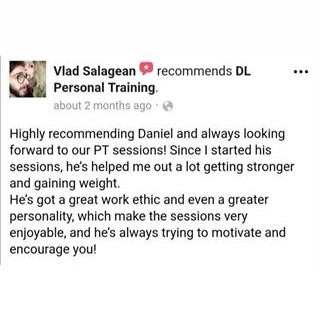 Vlad Salagean recommends DL
Personal Training.
about 2 months ago ·
Highly recommending Daniel and always looking
forward to our PT sessions! Since I started his
sessions, he's helped me out a lot getting stronger
and gaining weight.
He's got a great work ethic and even a greater
personality, which make the sessions very
enjoyable, and he's always trying to motivate and
encourage you!